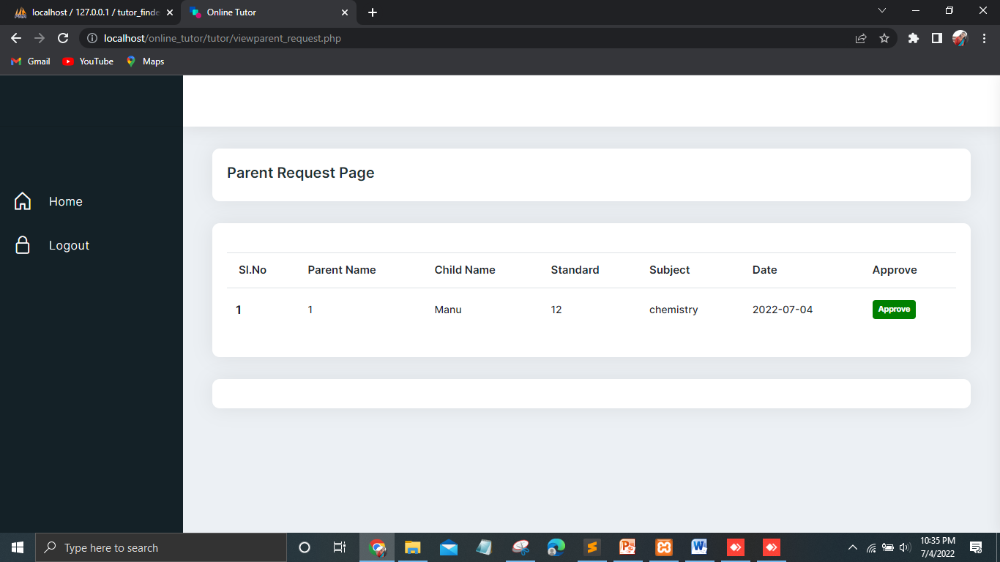 localhost / 127.0.0.1 / tutor_finde
Online Tutor
localhost/online_tutor/tutor/viewparent_request.php
Gmail
YouTube
Maps
Home
Logout
Parent Request Page
Sl.No Parent Name Child Name Standard Subject Date Approve
1 1 Manu 12 chemistry 2022-07-04 Approve
Type here to search
10:35 PM
7/4/2022